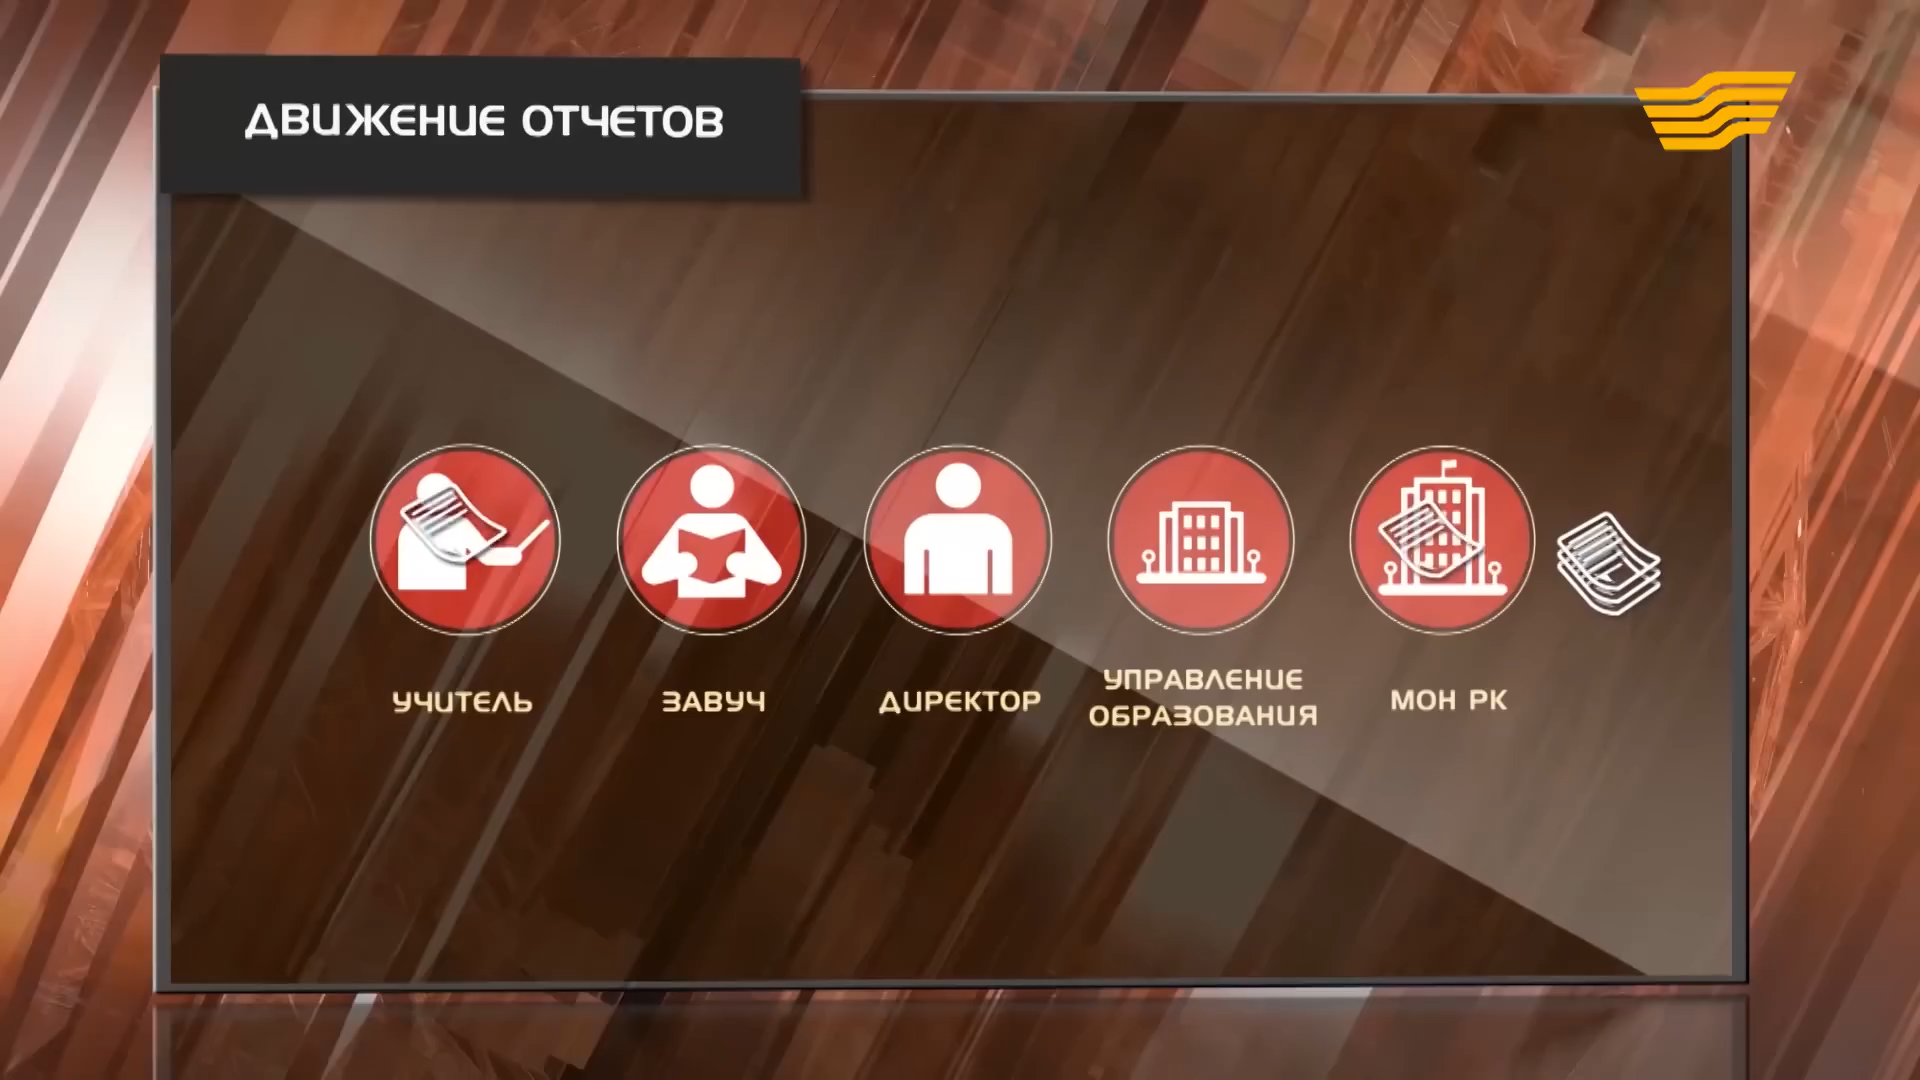 ДВИЖЕНИЕ ОТЧЕТОВ
УЧИТЕЛЬ
ЗАВУЧ
ДИРЕКТОР
УПРАВЛЕНИЕ
ОБРАЗОВАНИЯ
МОН РК